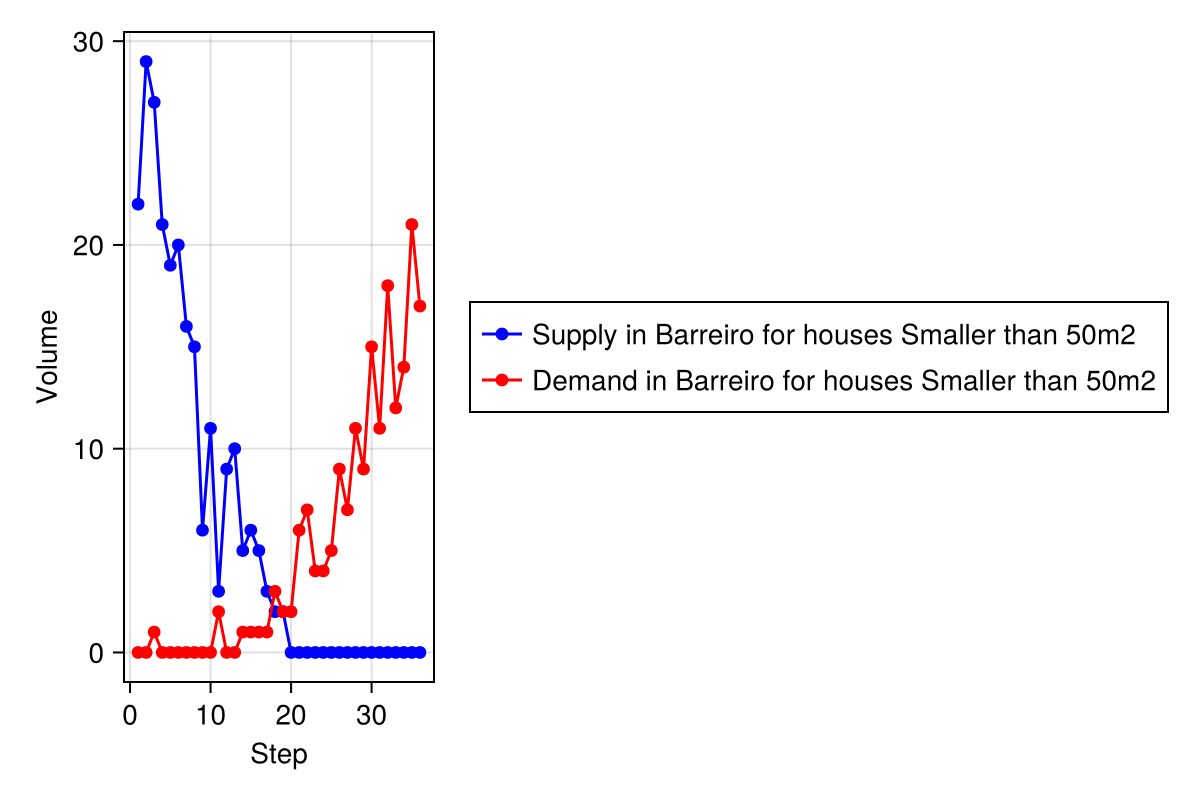 30
20
10
0
Volume
0 10 20 30
Step
Supply in Barreiro for houses Smaller than 50m2
Demand in Barreiro for houses Smaller than 50m2